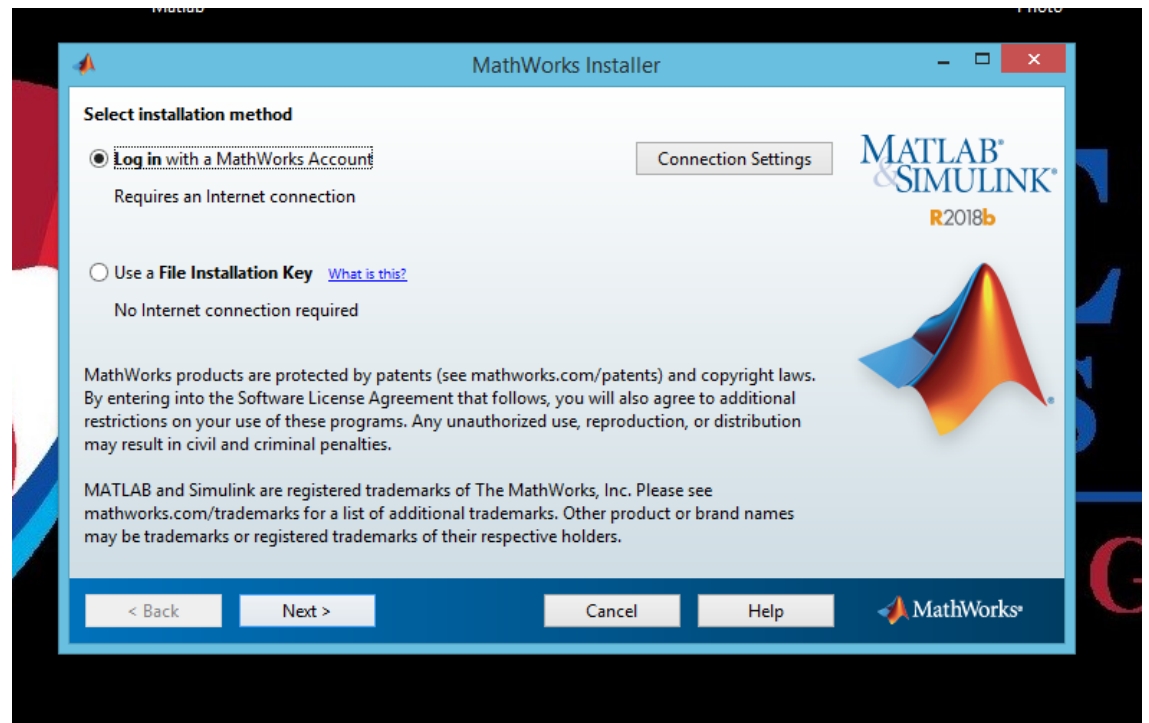 Matlab
Photo
MathWorks Installer
Select installation method
Log in with a MathWorks Account
Connection Settings
Requires an Internet connection
MATLAB®
&SIMULINK®
R2018b
Use a File Installation Key What is this?
No Internet connection required
MathWorks products are protected by patents (see mathworks.com/patents) and copyright laws.
By entering into the Software License Agreement that follows, you will also agree to additional
restrictions on your use of these programs. Any unauthorized use, reproduction, or distribution
may result in civil and criminal penalties.
MATLAB and Simulink are registered trademarks of The MathWorks, Inc. Please see
mathworks.com/trademarks for a list of additional trademarks. Other product or brand names
may be trademarks or registered trademarks of their respective holders.
< Back
Next >
Cancel
Help
MathWorks®